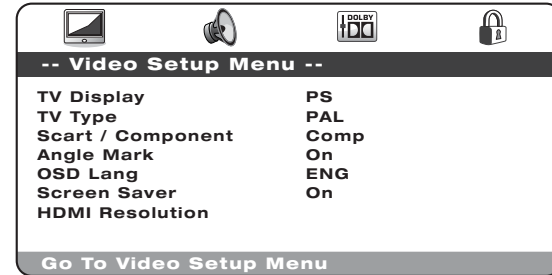 DOLBY
-- Video Setup Menu --
TV Display PS
TV Type PAL
Scart / Component Comp
Angle Mark On
OSD Lang ENG
Screen Saver On
HDMI Resolution
Go To Video Setup Menu